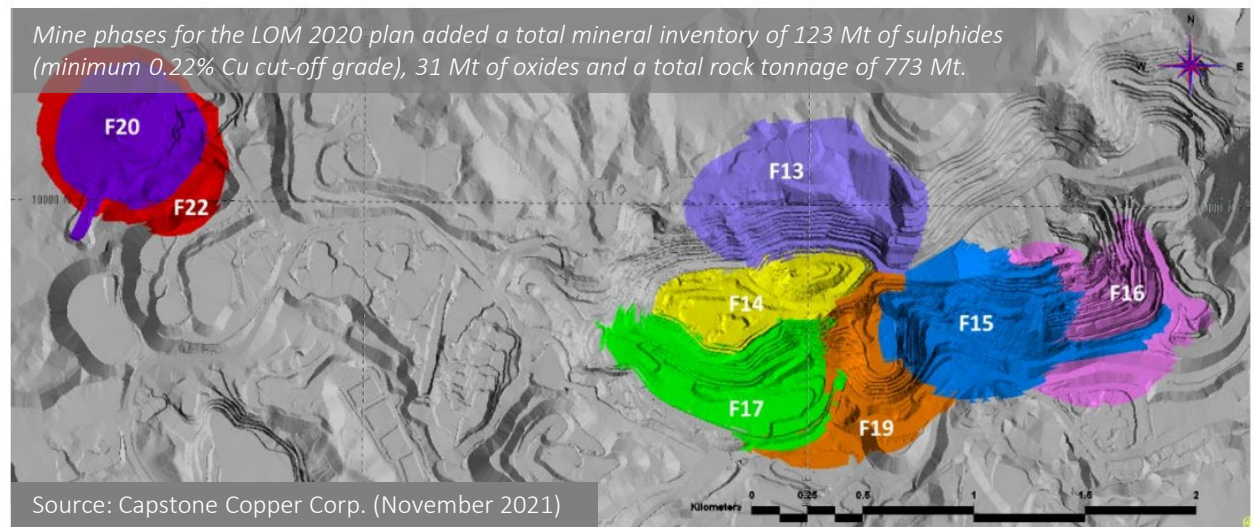 Mine phases for the LOM 2020 plan added a total mineral inventory of 123 Mt of sulphides
(minimum 0.22% Cu cut-off grade), 31 Mt of oxides and a total rock tonnage of 773 Mt.
N
W
E
F20
F13
10000 N
F22
F16
F14
F15
F17
F19
Source: Capstone Copper Corp. (November 2021)
Kilometers
0 0.25 0.5 1 1.5 2